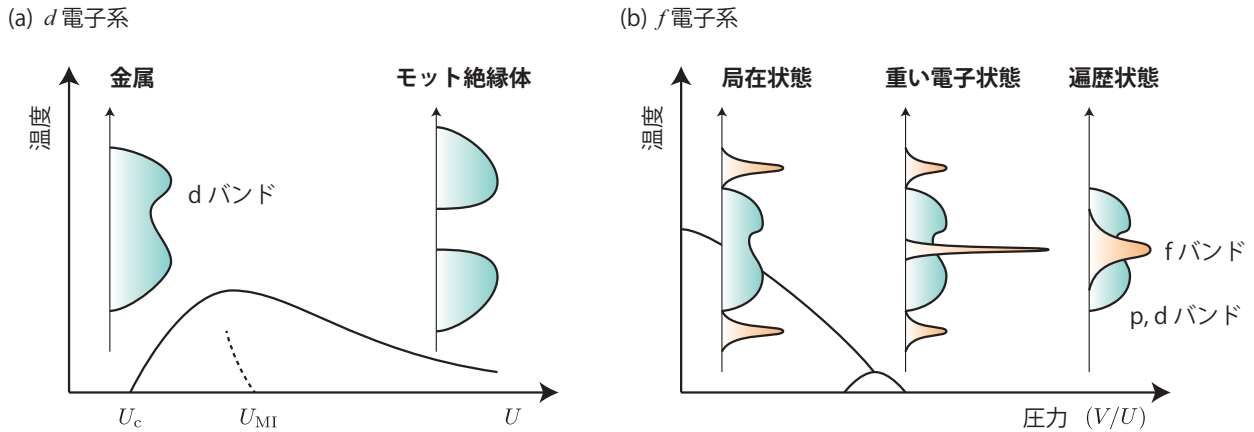 (a) d 電子系
金属
モット絶縁体
温度
d バンド
U_c
U_MI
U
(b) f 電子系
局在状態
重い電子状態
遍歴状態
温度
f バンド
p, d バンド
圧力 (V/U)